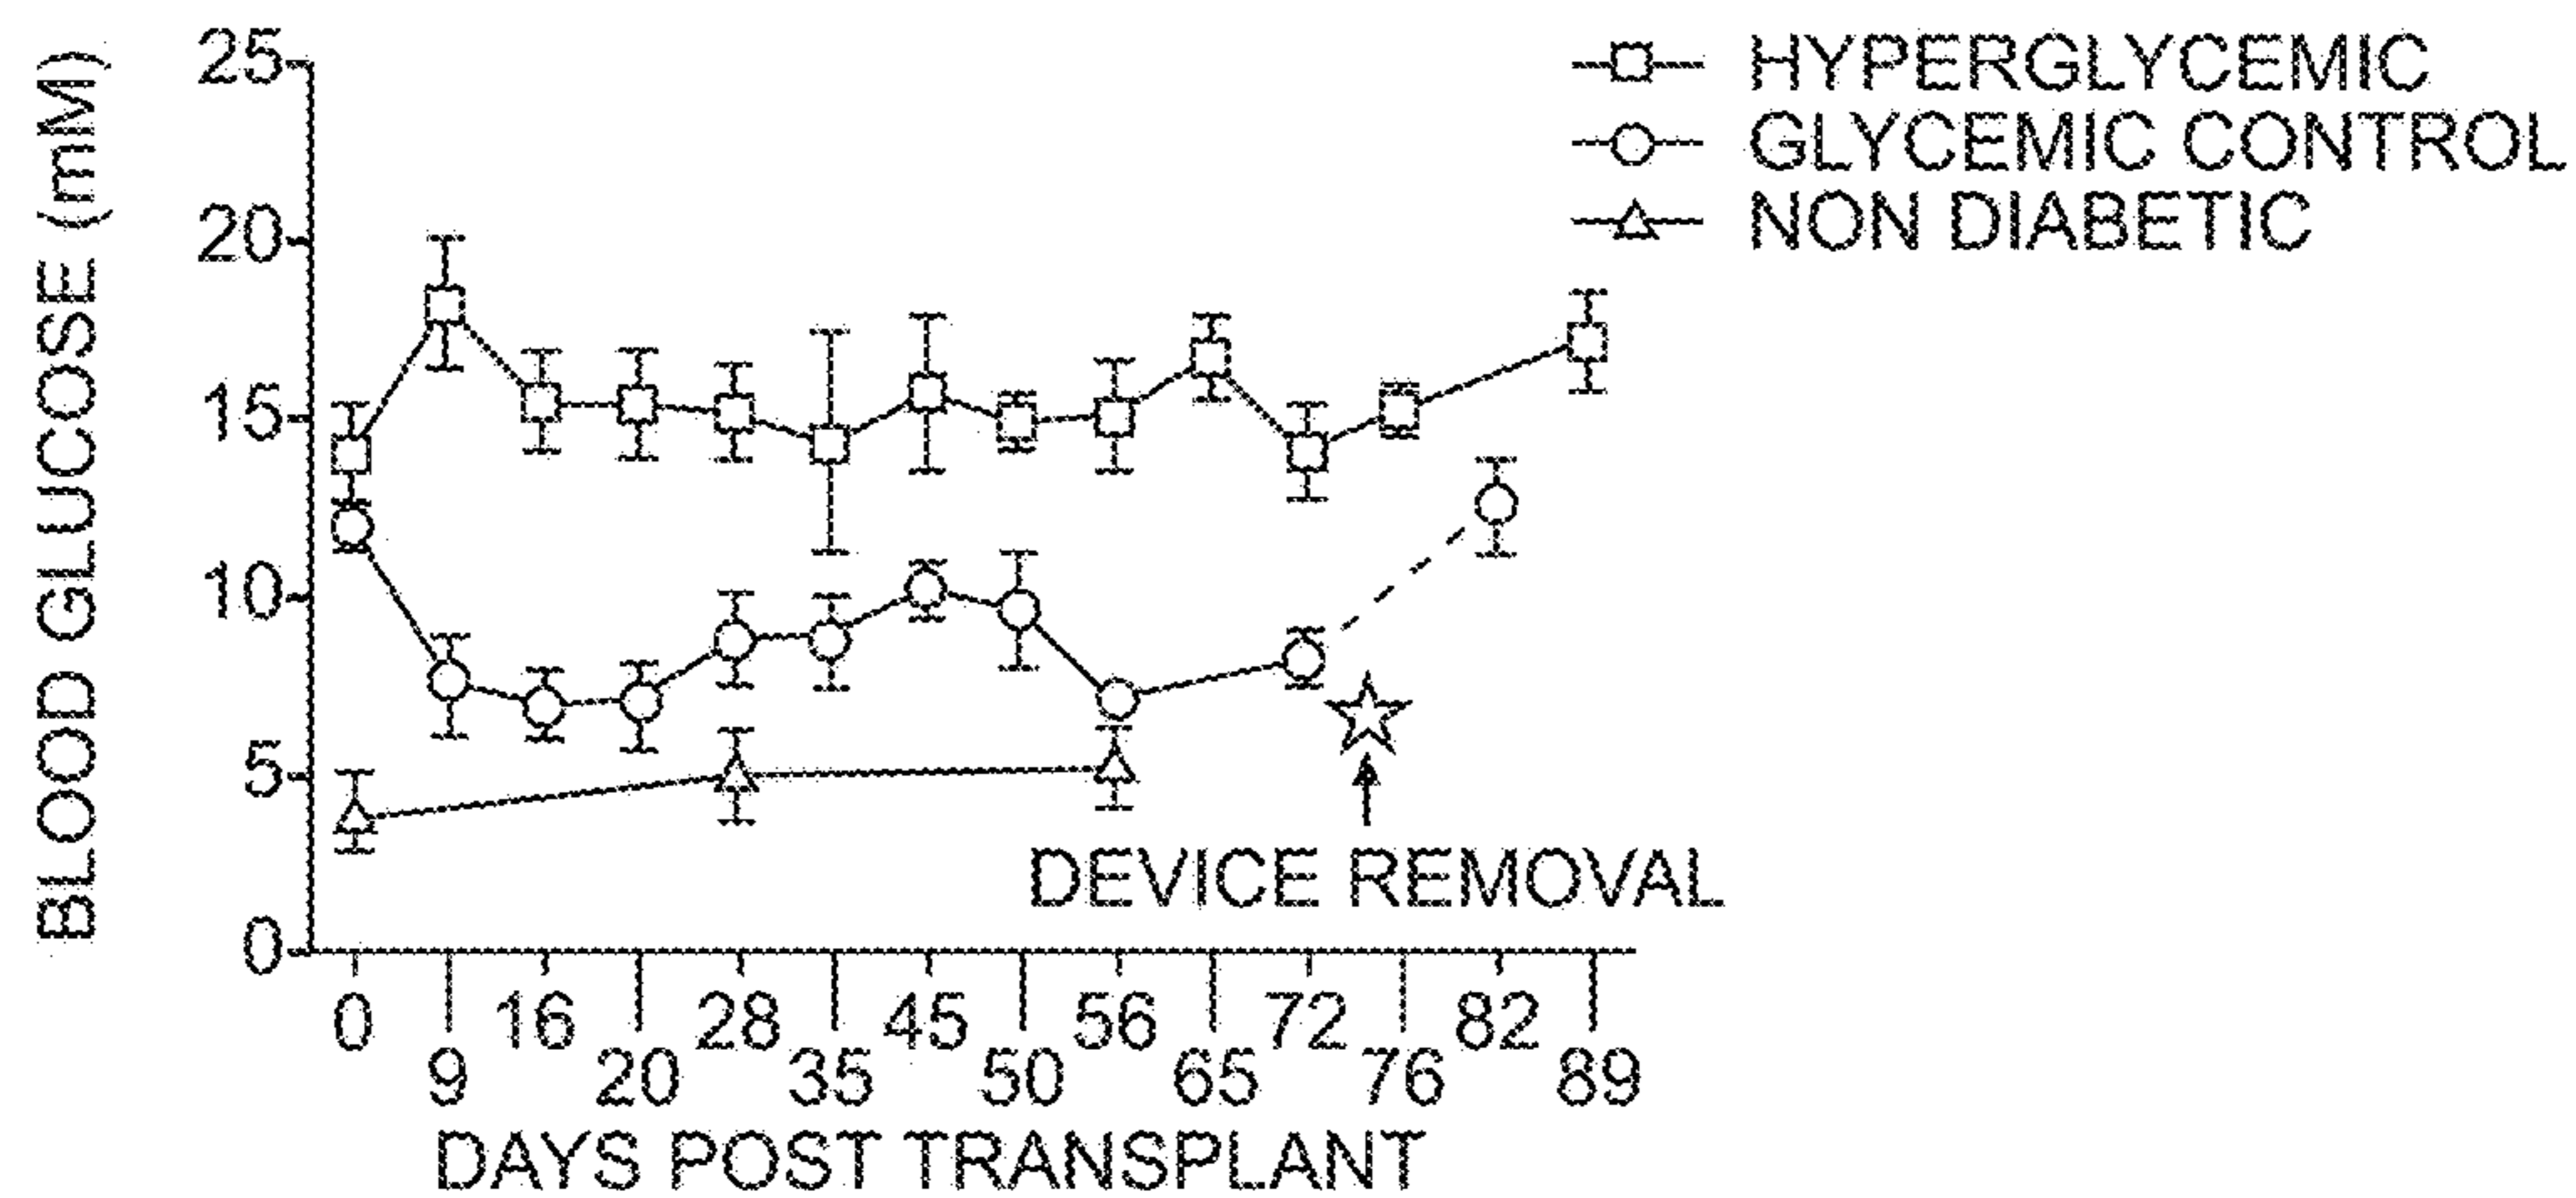 BLOOD GLUCOSE (mM)
25
20
15
10
5
0
HYPERGLYCEMIC
GLYCEMIC CONTROL
NON DIABETIC
DEVICE REMOVAL
0 16 28 45 56 72 82
9 20 35 50 65 76 89
DAYS POST TRANSPLANT